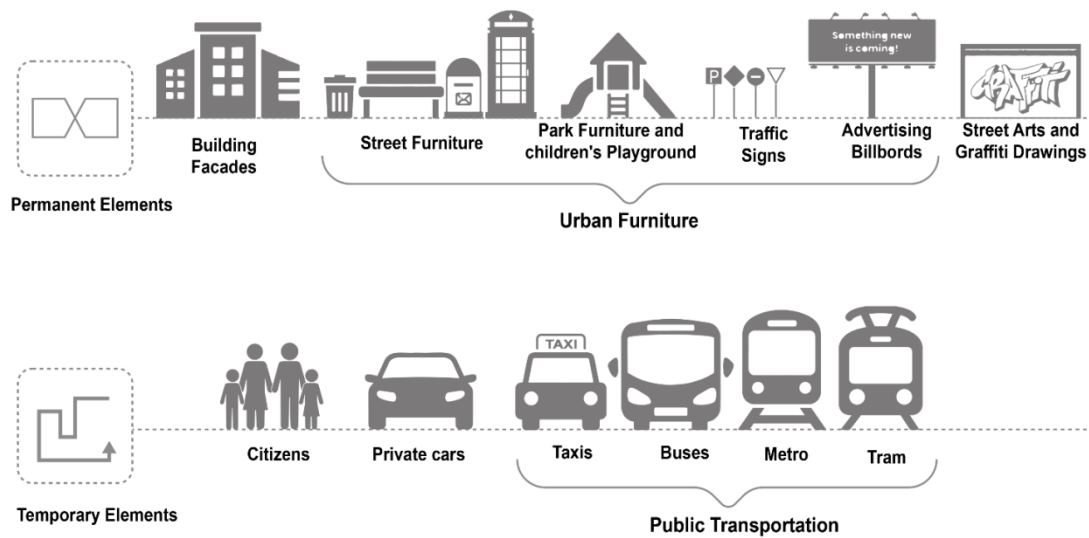 Something new
is coming!
P
GRAFFITI
Building
Facades
Street Furniture
Park Furniture and
children's Playground
Traffic
Signs
Advertising
Billbords
Street Arts and
Graffiti Drawings
Permanent Elements
Urban Furniture
TAXI
Citizens
Private cars
Taxis
Buses
Metro
Tram
Temporary Elements
Public Transportation